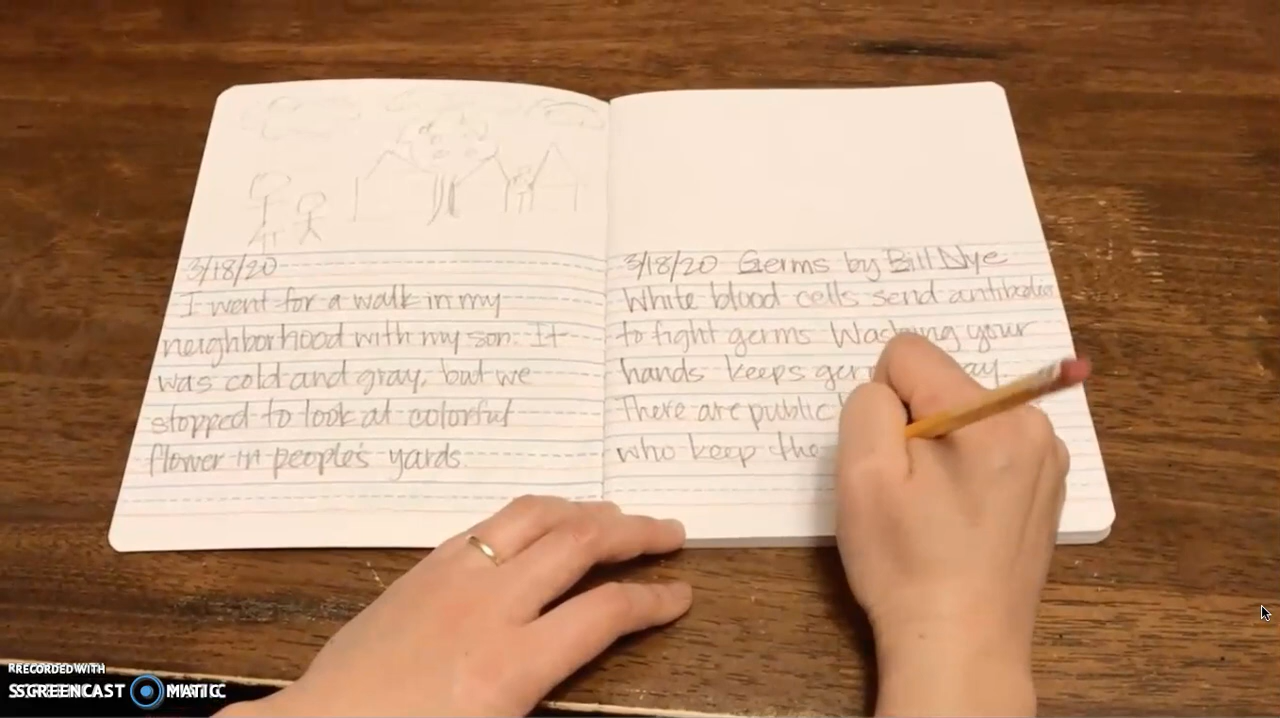 3/18/20
I went for a walk in my
neighborhood with my son. It
was cold and gray, but we
stopped to look at colorful
flower in people's yards.
3/18/20 Germs by Bill Nye
White blood cells send antibodies
to fight germs Washing your
hands keeps
There are public
who keep the
RECORDED WITH
SCREENCAST MATIC